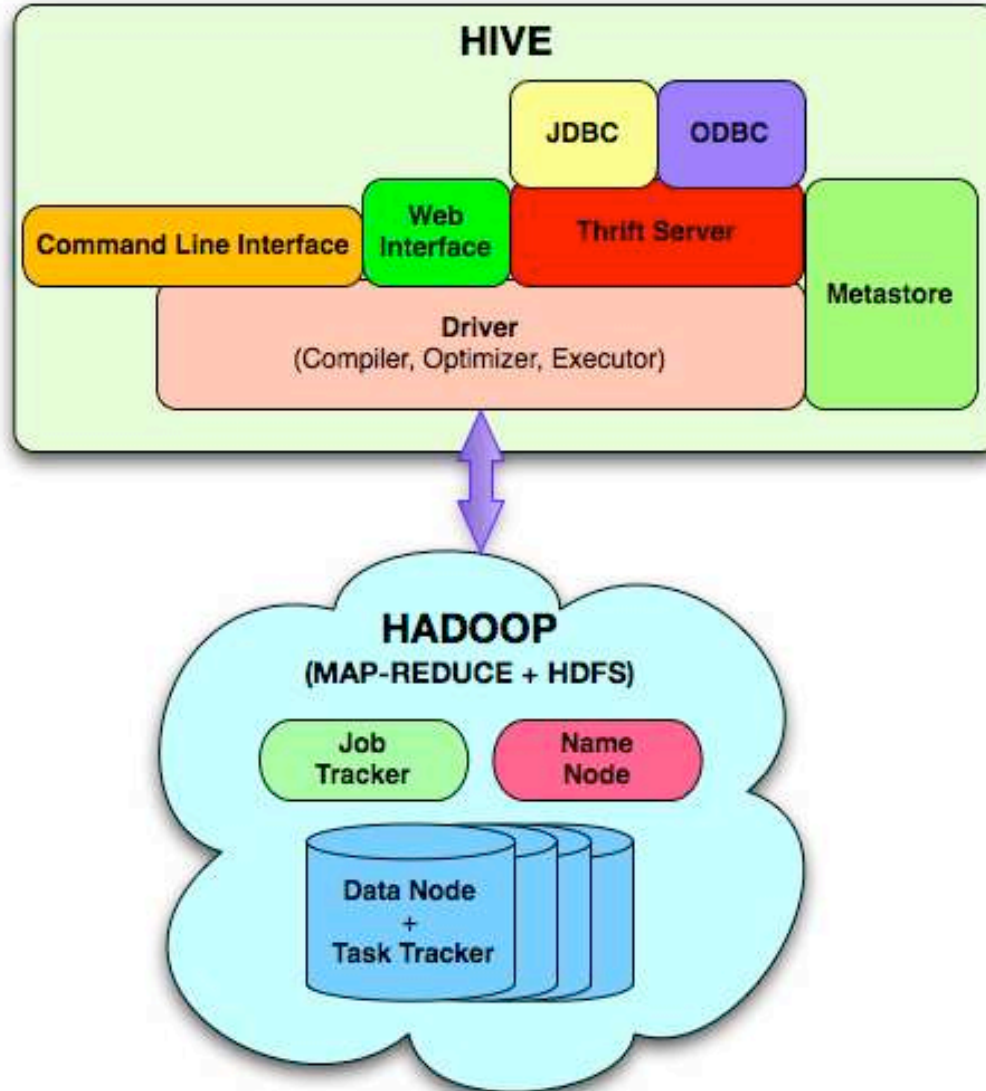 HIVE
JDBC
ODBC
Command Line Interface
Web
Interface
Thrift Server
Metastore
Driver
(Compiler, Optimizer, Executor)
HADOOP
(MAP-REDUCE + HDFS)
Job
Tracker
Name
Node
Data Node
+
Task Tracker